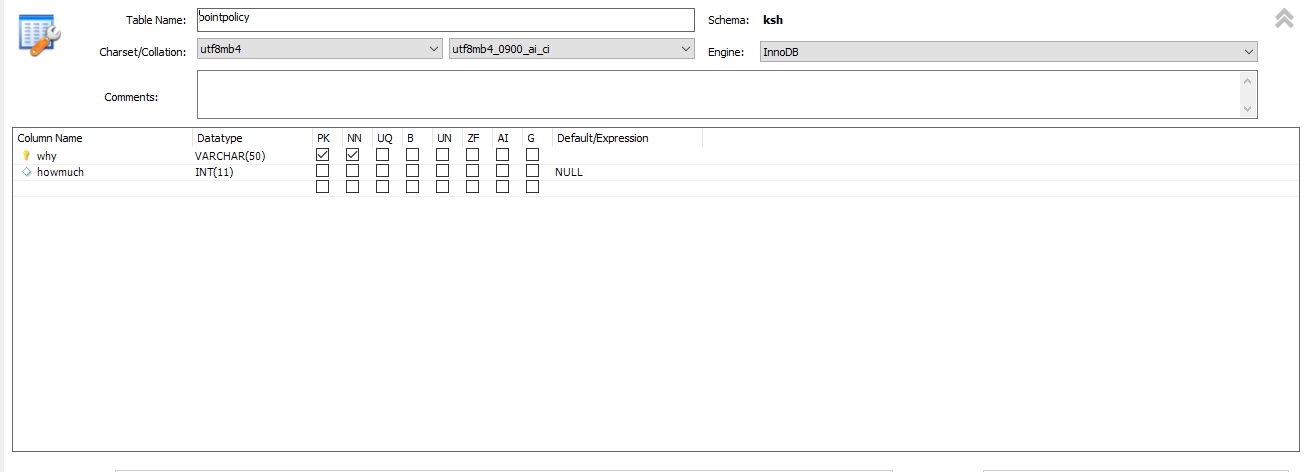 Table Name: pointpolicy Schema: ksh
Charset/Collation: utf8mb4 utf8mb4_0900_ai_ci Engine: InnoDB
Comments:
Column Name Datatype PK NN UQ B UN ZF AI G Default/Expression
why VARCHAR(50)
howmuch INT(11) NULL